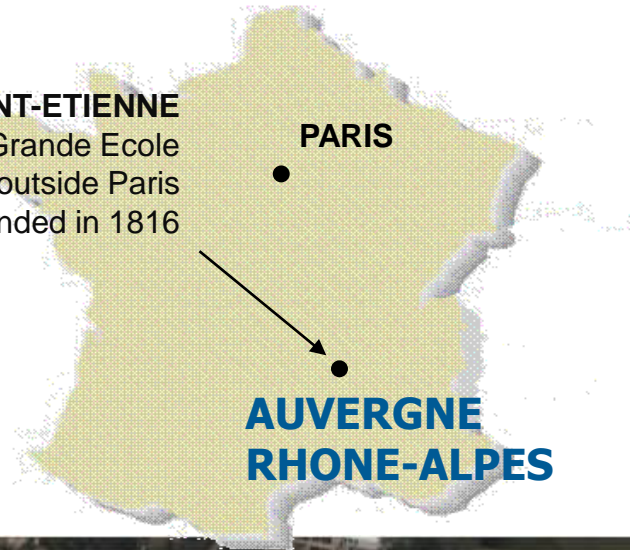 NT-ETIENNE
Grande Ecole
outside Paris
nded in 1816
PARIS
AUVERGNE
RHONE-ALPES